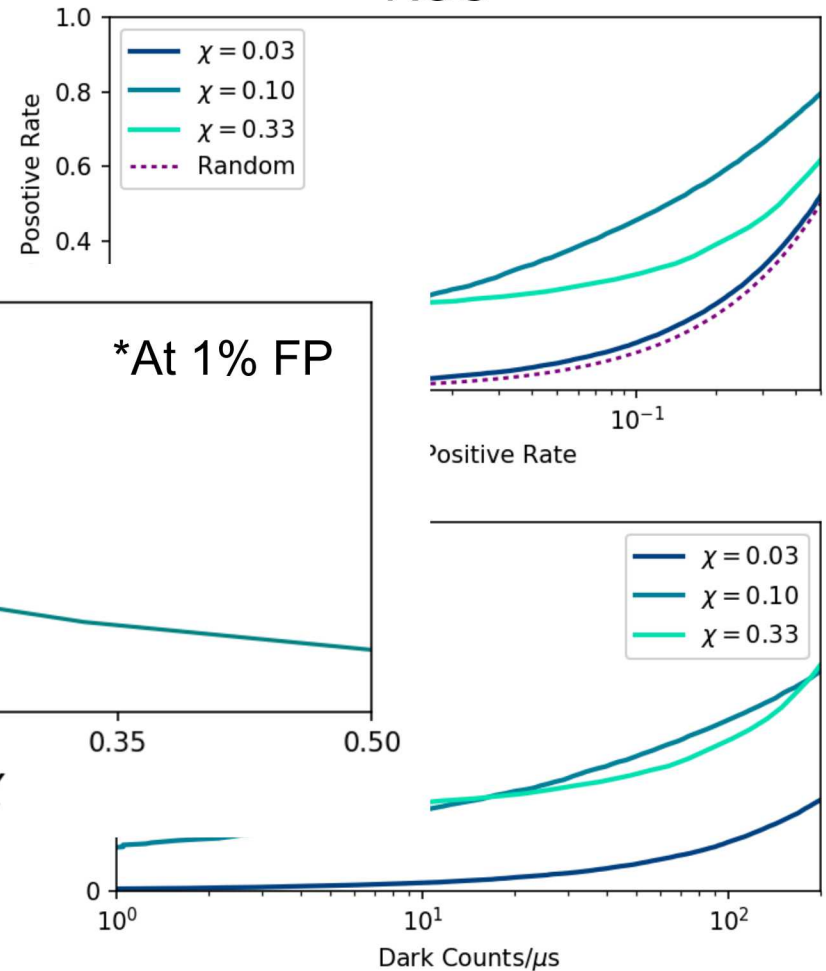 1.0
χ = 0.03
0.8
χ = 0.10
χ = 0.33
0.6
Random
Posotive Rate
0.4
*At 1% FP
10⁻¹
Positive Rate
χ = 0.03
χ = 0.10
χ = 0.33
0.35
0.50
0
10⁰
10¹
10²
Dark Counts/μs